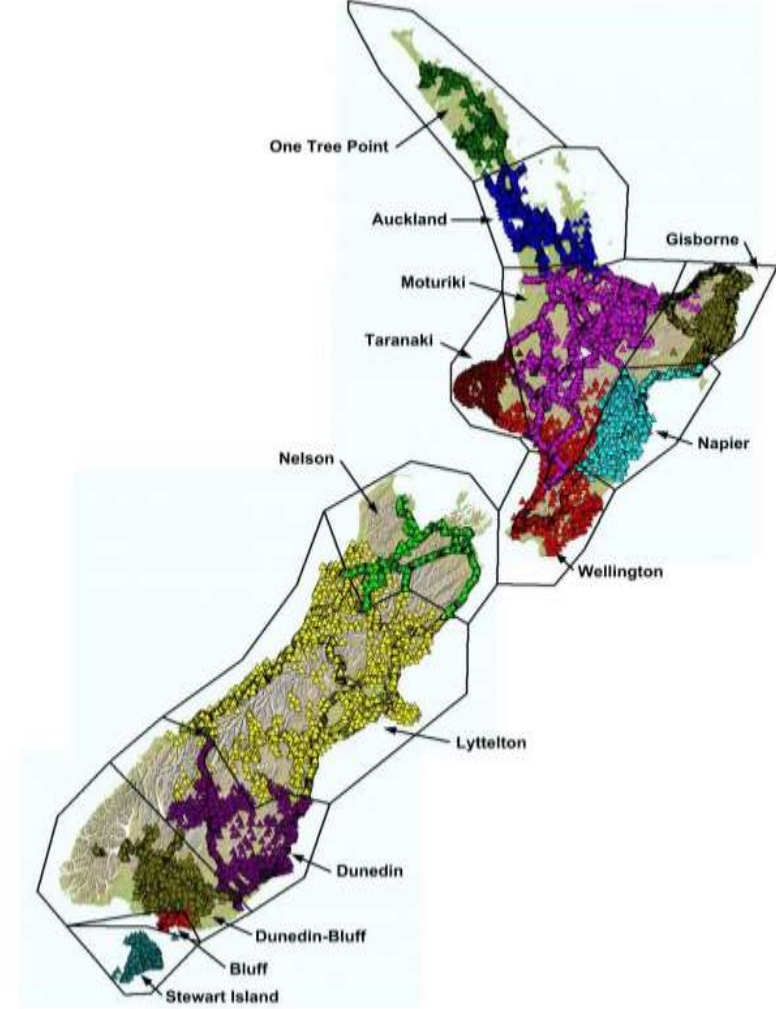 One Tree Point
Auckland
Gisborne
Moturiki
Taranaki
Napier
Nelson
Wellington
Lyttelton
Dunedin
Dunedin-Bluff
Bluff
Stewart Island